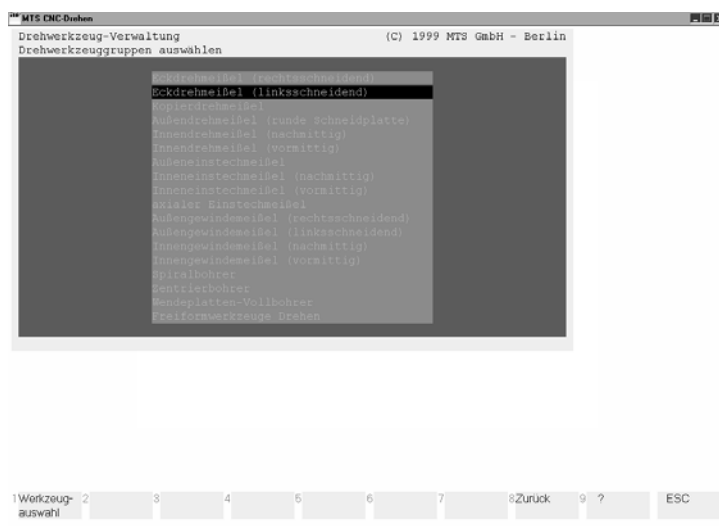 MTS CNC-Drehen
Drehwerkzeug-Verwaltung (C) 1999 MTS GmbH - Berlin
Drehwerkzeuggruppen auswählen
Eckdrehmeißel (rechtsschneidend)
Eckdrehmeißel (linksschneidend)
Kopierdrehmeißel
Außendrehmeißel (runde Schneidplatte)
Innendrehmeißel (nachmittig)
Innendrehmeißel (vormittig)
Außeneinstechmeißel
Inneneinstechmeißel (nachmittig)
Inneneinstechmeißel (vormittig)
axialer Einstechmeißel
Außengewindemeißel (rechtsschneidend)
Außengewindemeißel (linksschneidend)
Innengewindemeißel (nachmittig)
Innengewindemeißel (vormittig)
Spiralbohrer
Zentrierbohrer
Wendeplatten-Vollbohrer
Freiformwerkzeuge Drehen
1 Werkzeug- 2 3 4 5 6 7 8 Zurück 9 ? ESC
auswahl